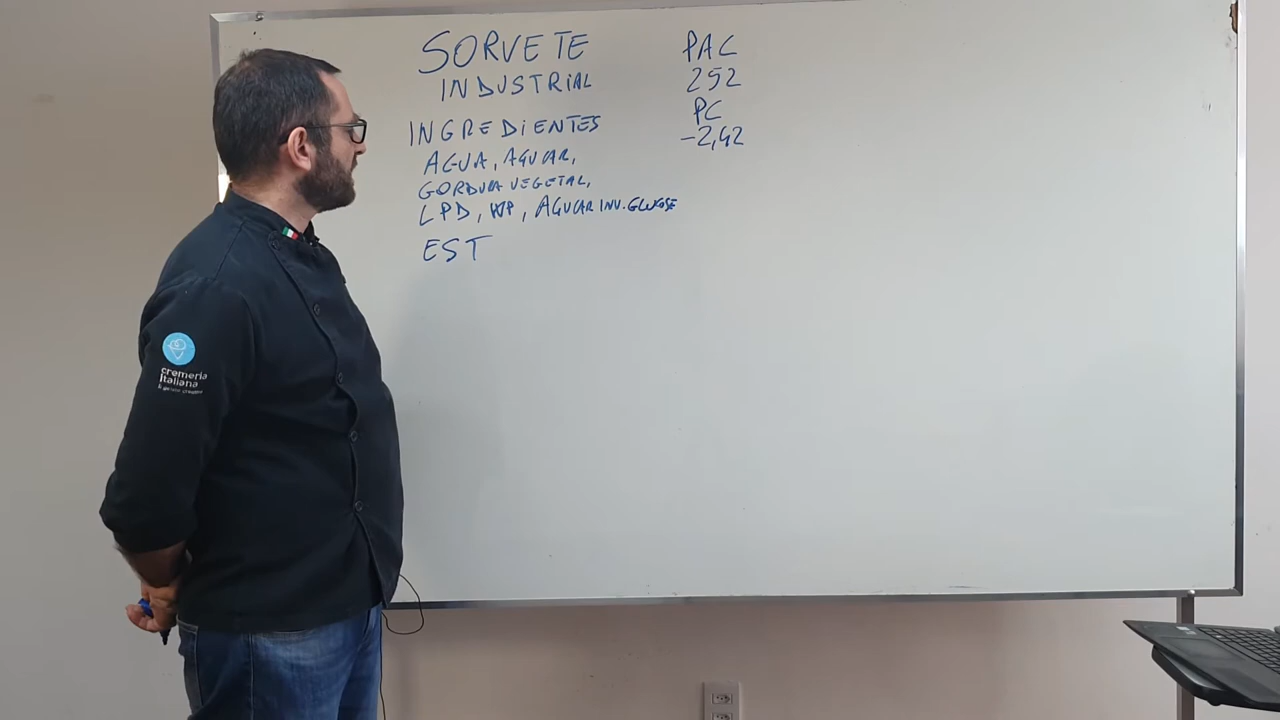 SORVETE
INDUSTRIAL
INGREDIENTES
AGUA, AÇUCAR,
GORDURA VEGETAL,
LPD, WP, AÇUCAR INV. GLUCOSE
EST
PAC
252
PC
-2,42
cremeria
italiana